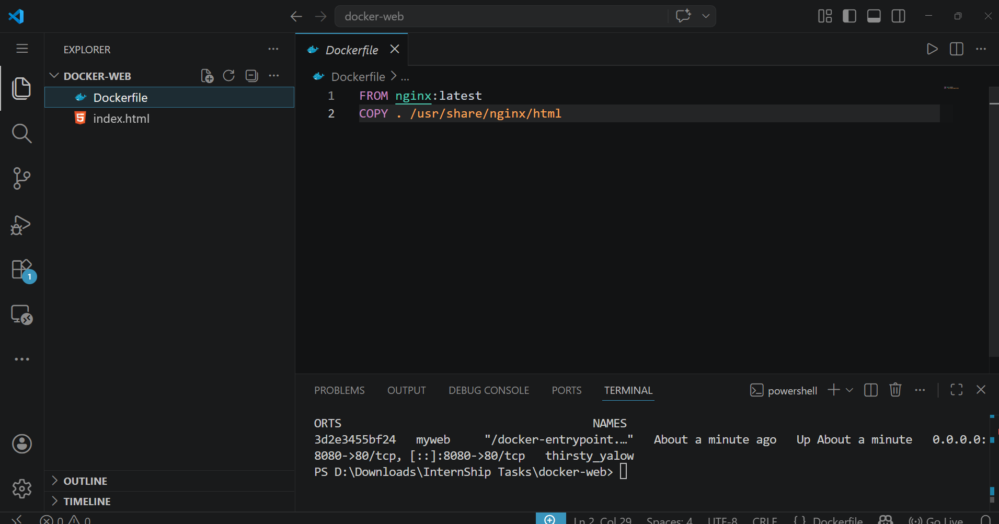 docker-web
EXPLORER
DOCKER-WEB
Dockerfile
index.html
1
OUTLINE
TIMELINE
Dockerfile
Dockerfile > ...
1 FROM nginx:latest
2 COPY . /usr/share/nginx/html
PROBLEMS OUTPUT DEBUG CONSOLE PORTS TERMINAL powershell
ORTS NAMES
3d2e3455bf24 myweb "/docker-entrypoint.…" About a minute ago Up About a minute 0.0.0.0:
8080->80/tcp, [::]:8080->80/tcp thirsty_yalow
PS D:\Downloads\InternShip Tasks\docker-web>
0 0 Ln 2, Col 29 Spaces: 4 UTF-8 CRLF { } Dockerfile Go Live